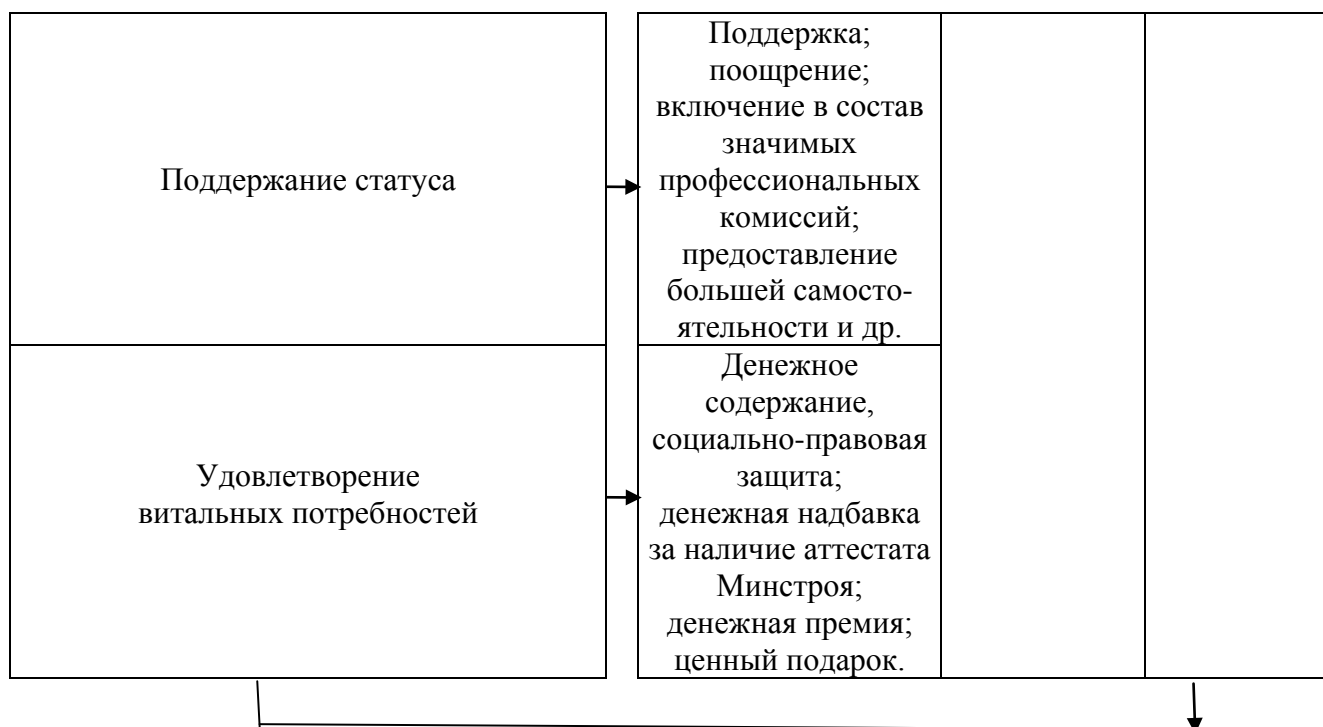 Поддержание статуса
Поддержка;
поощрение;
включение в состав
значимых
профессиональных
комиссий;
предоставление
большей самосто-
ятельности и др.
Удовлетворение
витальных потребностей
Денежное
содержание,
социально-правовая
защита;
денежная надбавка
за наличие аттестата
Минстроя;
денежная премия;
ценный подарок.